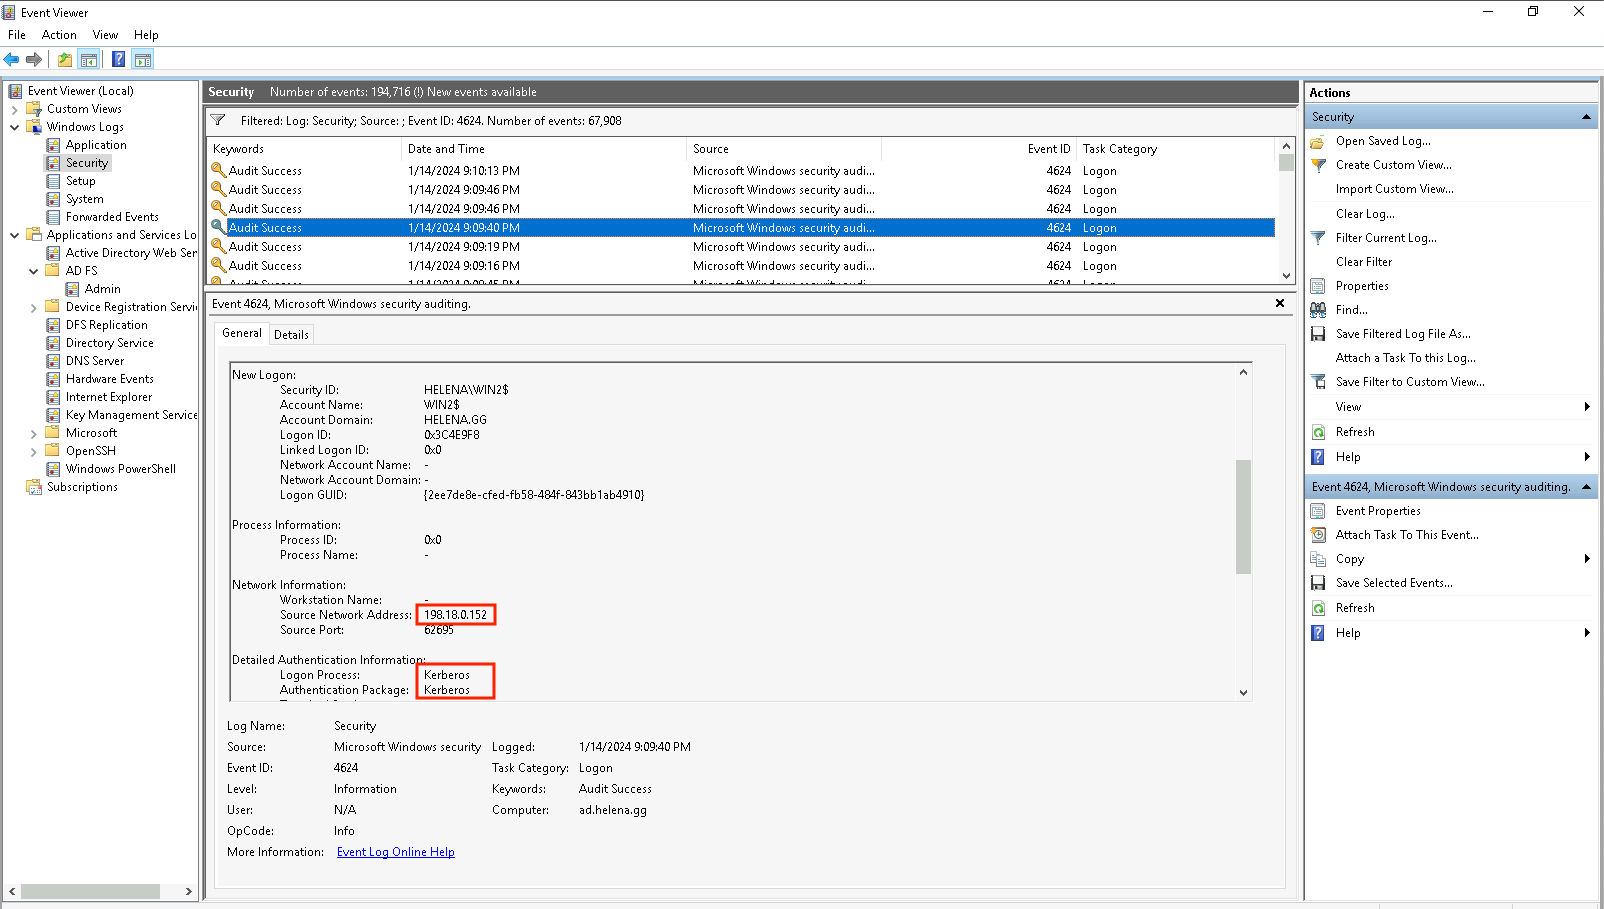 Event Viewer
File Action View Help
Event Viewer (Local)
Custom Views
Windows Logs
Application
Security
Setup
System
Forwarded Events
Applications and Services Lo
Active Directory Web Ser
AD FS
Admin
Device Registration Servi
DFS Replication
Directory Service
DNS Server
Hardware Events
Internet Explorer
Key Management Service
Microsoft
OpenSSH
Windows PowerShell
Subscriptions
Security Number of events: 194,716 (!) New events available
Filtered: Log: Security; Source: ; Event ID: 4624. Number of events: 67,908
Keywords Date and Time Source Event ID Task Category
Audit Success 1/14/2024 9:10:13 PM Microsoft Windows security audi... 4624 Logon
Audit Success 1/14/2024 9:09:46 PM Microsoft Windows security audi... 4624 Logon
Audit Success 1/14/2024 9:09:46 PM Microsoft Windows security audi... 4624 Logon
Audit Success 1/14/2024 9:09:40 PM Microsoft Windows security audi... 4624 Logon
Audit Success 1/14/2024 9:09:19 PM Microsoft Windows security audi... 4624 Logon
Audit Success 1/14/2024 9:09:16 PM Microsoft Windows security audi... 4624 Logon
Event 4624, Microsoft Windows security auditing.
General Details
New Logon:
Security ID: HELENA\WIN2$
Account Name: WIN2$
Account Domain: HELENA.GG
Logon ID: 0x3C4E9F8
Linked Logon ID: 0x0
Network Account Name: -
Network Account Domain: -
Logon GUID: {2ee7de8e-cfed-fb58-484f-843bb1ab4910}
Process Information:
Process ID: 0x0
Process Name: -
Network Information:
Workstation Name: -
Source Network Address: 198.18.0.152
Source Port: 62695
Detailed Authentication Information:
Logon Process: Kerberos
Authentication Package: Kerberos
Log Name: Security
Source: Microsoft Windows security Logged: 1/14/2024 9:09:40 PM
Event ID: 4624 Task Category: Logon
Level: Information Keywords: Audit Success
User: N/A Computer: ad.helena.gg
OpCode: Info
More Information: Event Log Online Help
Actions
Security
Open Saved Log...
Create Custom View...
Import Custom View...
Clear Log...
Filter Current Log...
Clear Filter
Properties
Find...
Save Filtered Log File As...
Attach a Task To this Log...
Save Filter to Custom View...
View
Refresh
Help
Event 4624, Microsoft Windows security auditing.
Event Properties
Attach Task To This Event...
Copy
Save Selected Events...
Refresh
Help